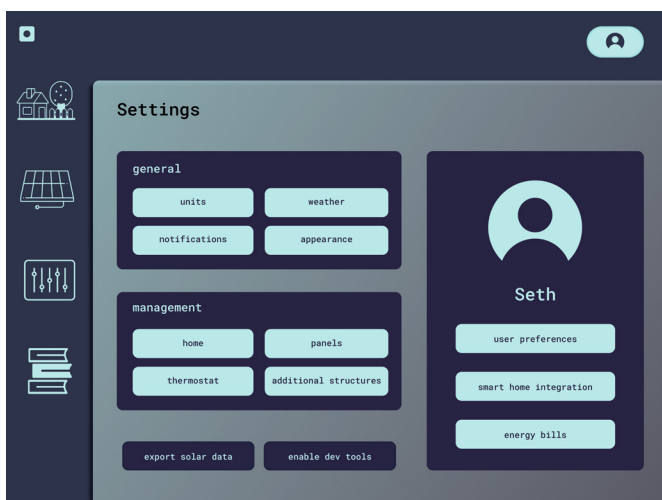 Settings
general
units
weather
notifications
appearance
management
home
panels
thermostat
additional structures
export solar data
enable dev tools
Seth
user preferences
smart home integration
energy bills